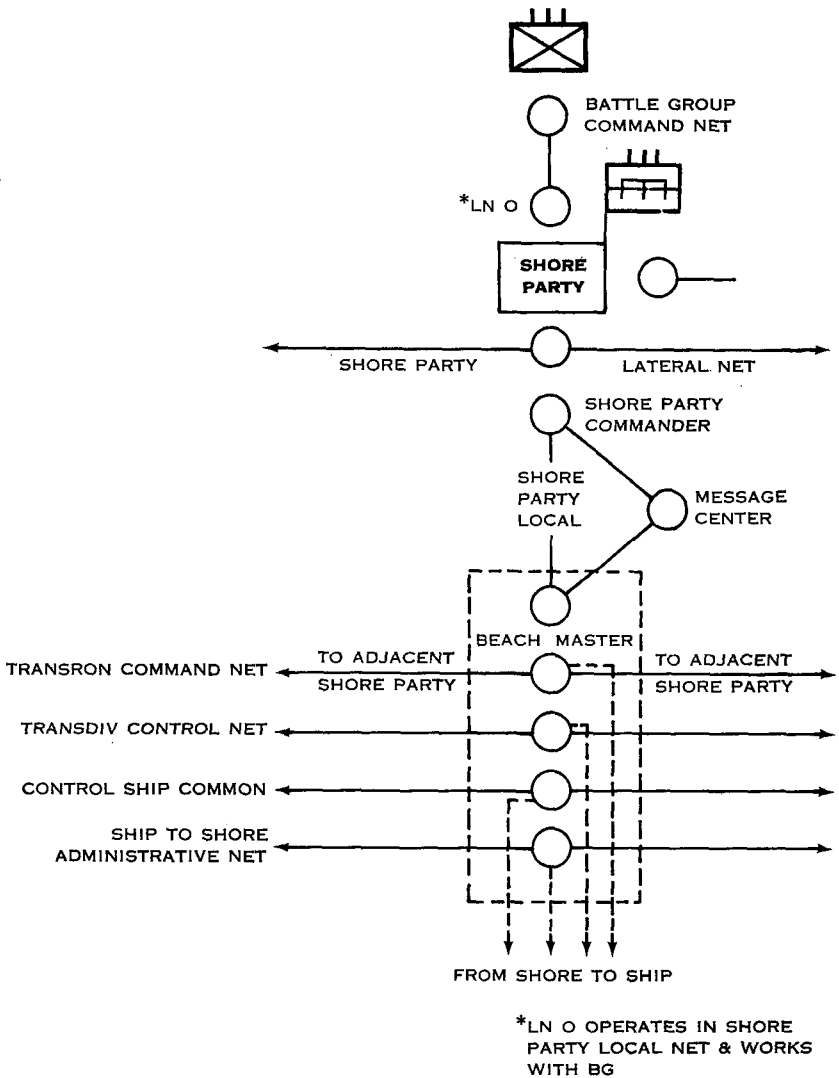 BATTLE GROUP
COMMAND NET
*LN O
SHORE
PARTY
SHORE PARTY
LATERAL NET
SHORE PARTY
COMMANDER
SHORE
PARTY
LOCAL
MESSAGE
CENTER
BEACH MASTER
TRANSRON COMMAND NET
TO ADJACENT
SHORE PARTY
TO ADJACENT
SHORE PARTY
TRANSDIV CONTROL NET
CONTROL SHIP COMMON
SHIP TO SHORE
ADMINISTRATIVE NET
FROM SHORE TO SHIP
*LN O OPERATES IN SHORE
PARTY LOCAL NET & WORKS
WITH BG